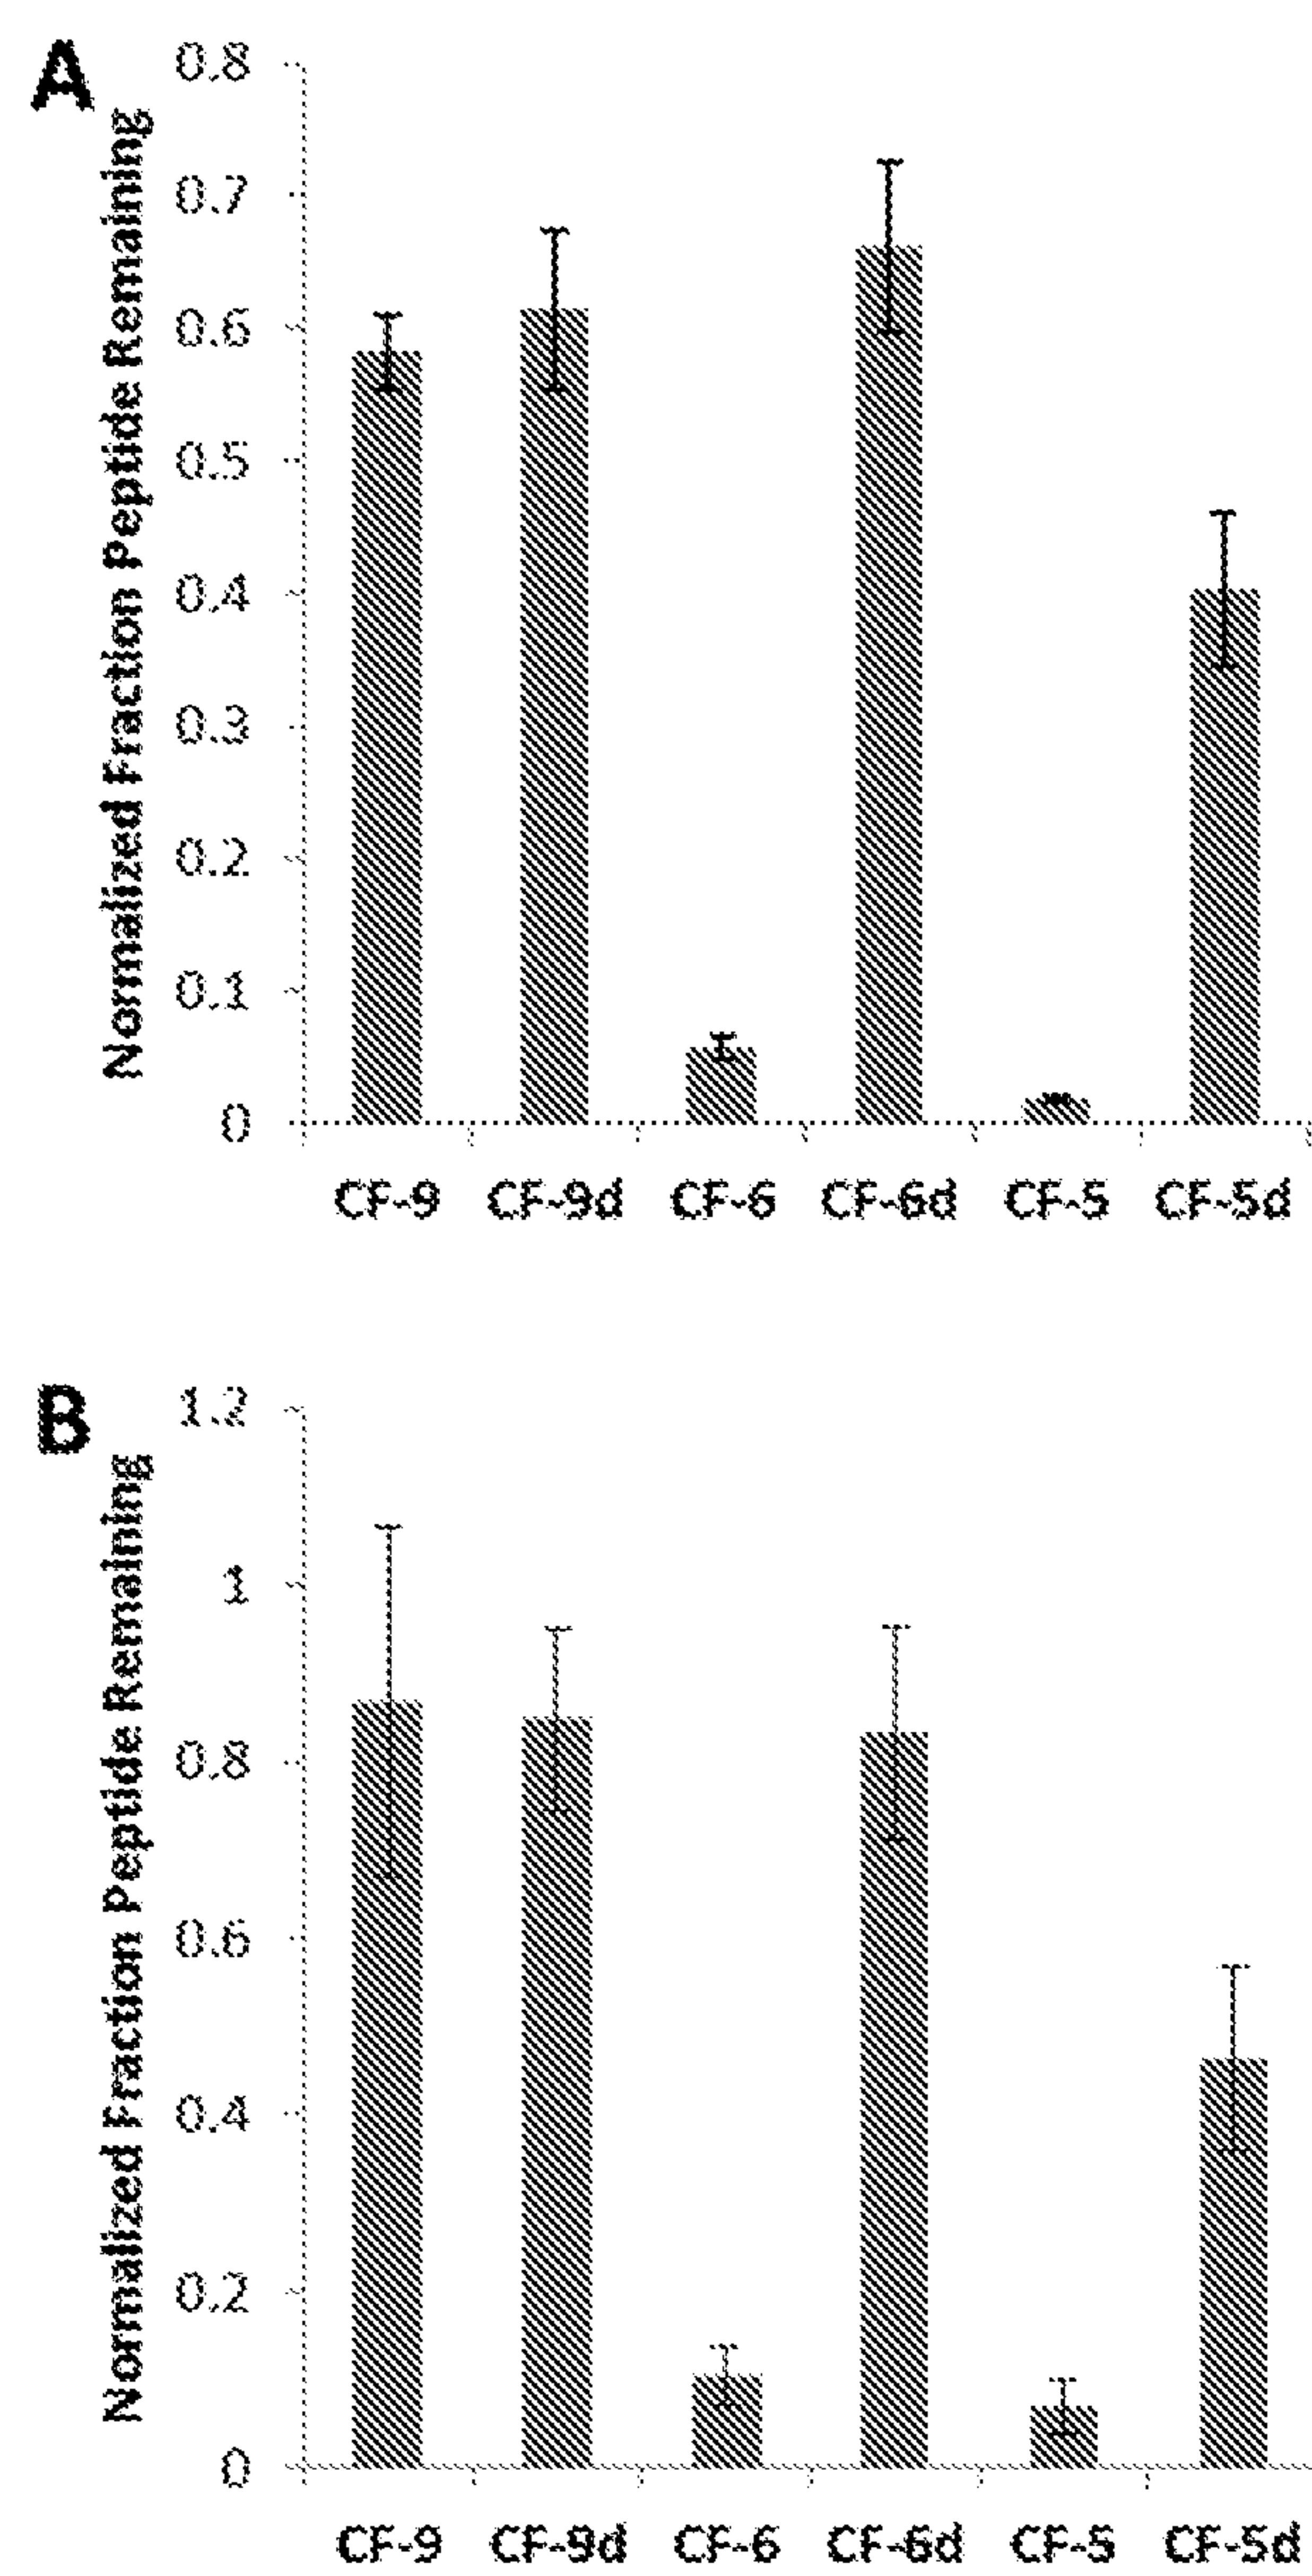 A
Normalized Fraction Peptide Remaining
0.8
0.7
0.6
0.5
0.4
0.3
0.2
0.1
0
CF-9 CF-9d CF-6 CF-6d CF-5 CF-5d
B
Normalized Fraction Peptide Remaining
1.2
1
0.8
0.6
0.4
0.2
0
CF-9 CF-9d CF-6 CF-6d CF-5 CF-5d